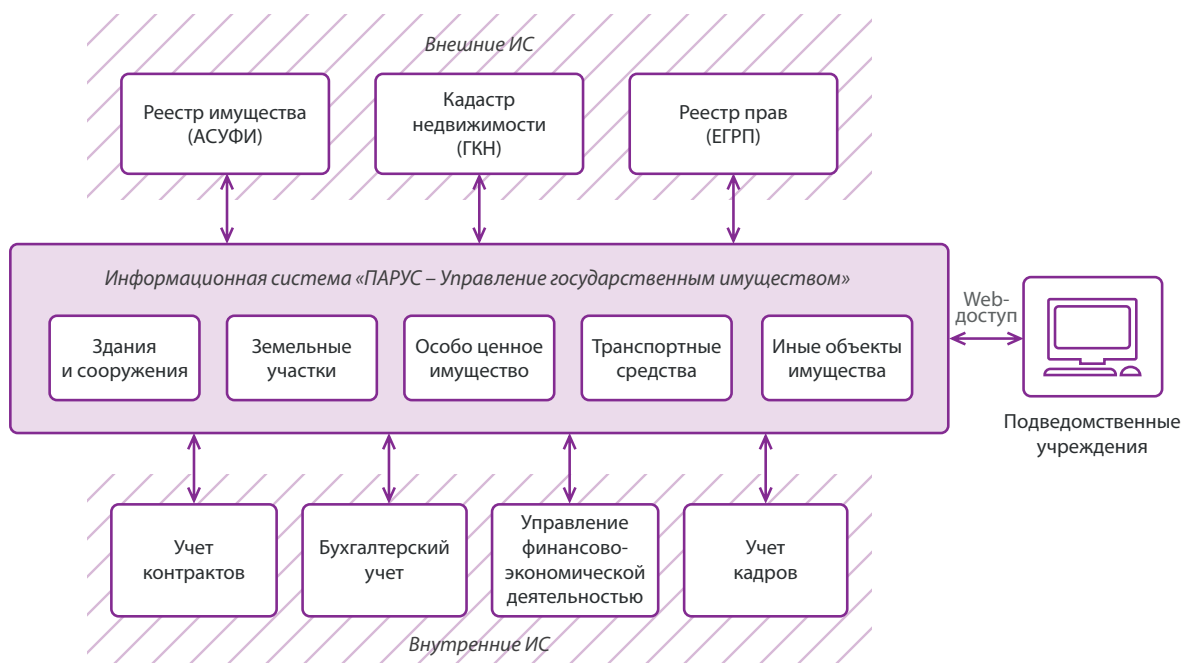 Внешние ИС
Реестр имущества
(АСУФИ)
Кадастр
недвижимости
(ГКН)
Реестр прав
(ЕГРП)
Информационная система «ПАРУС – Управление государственным имуществом»
Здания
и сооружения
Земельные
участки
Особо ценное
имущество
Транспортные
средства
Иные объекты
имущества
Web-
доступ
Подведомственные
учреждения
Учет
контрактов
Бухгалтерский
учет
Управление
финансово-
экономической
деятельностью
Учет
кадров
Внутренние ИС